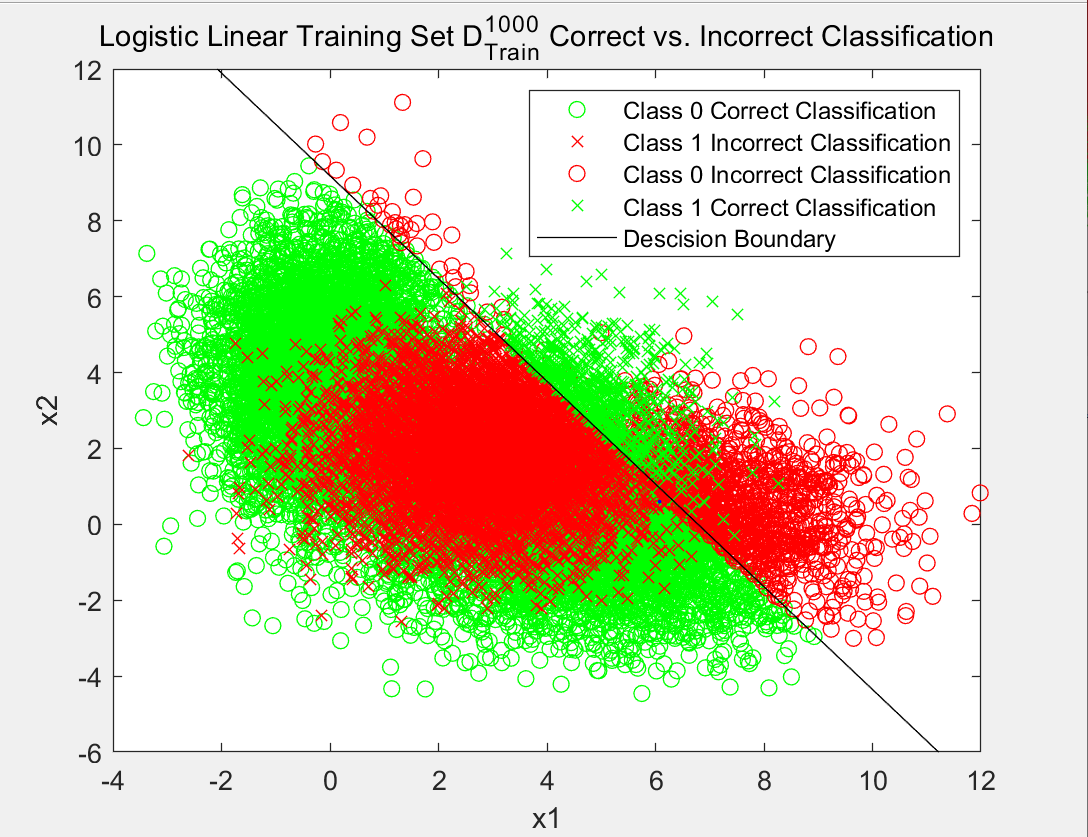 Logistic Linear Training Set D_Train^1000 Correct vs. Incorrect Classification
12
10
8
6
4
2
0
-2
-4
-6
x2
Class 0 Correct Classification
Class 1 Incorrect Classification
Class 0 Incorrect Classification
Class 1 Correct Classification
Descision Boundary
-4 -2 0 2 4 6 8 10 12
x1